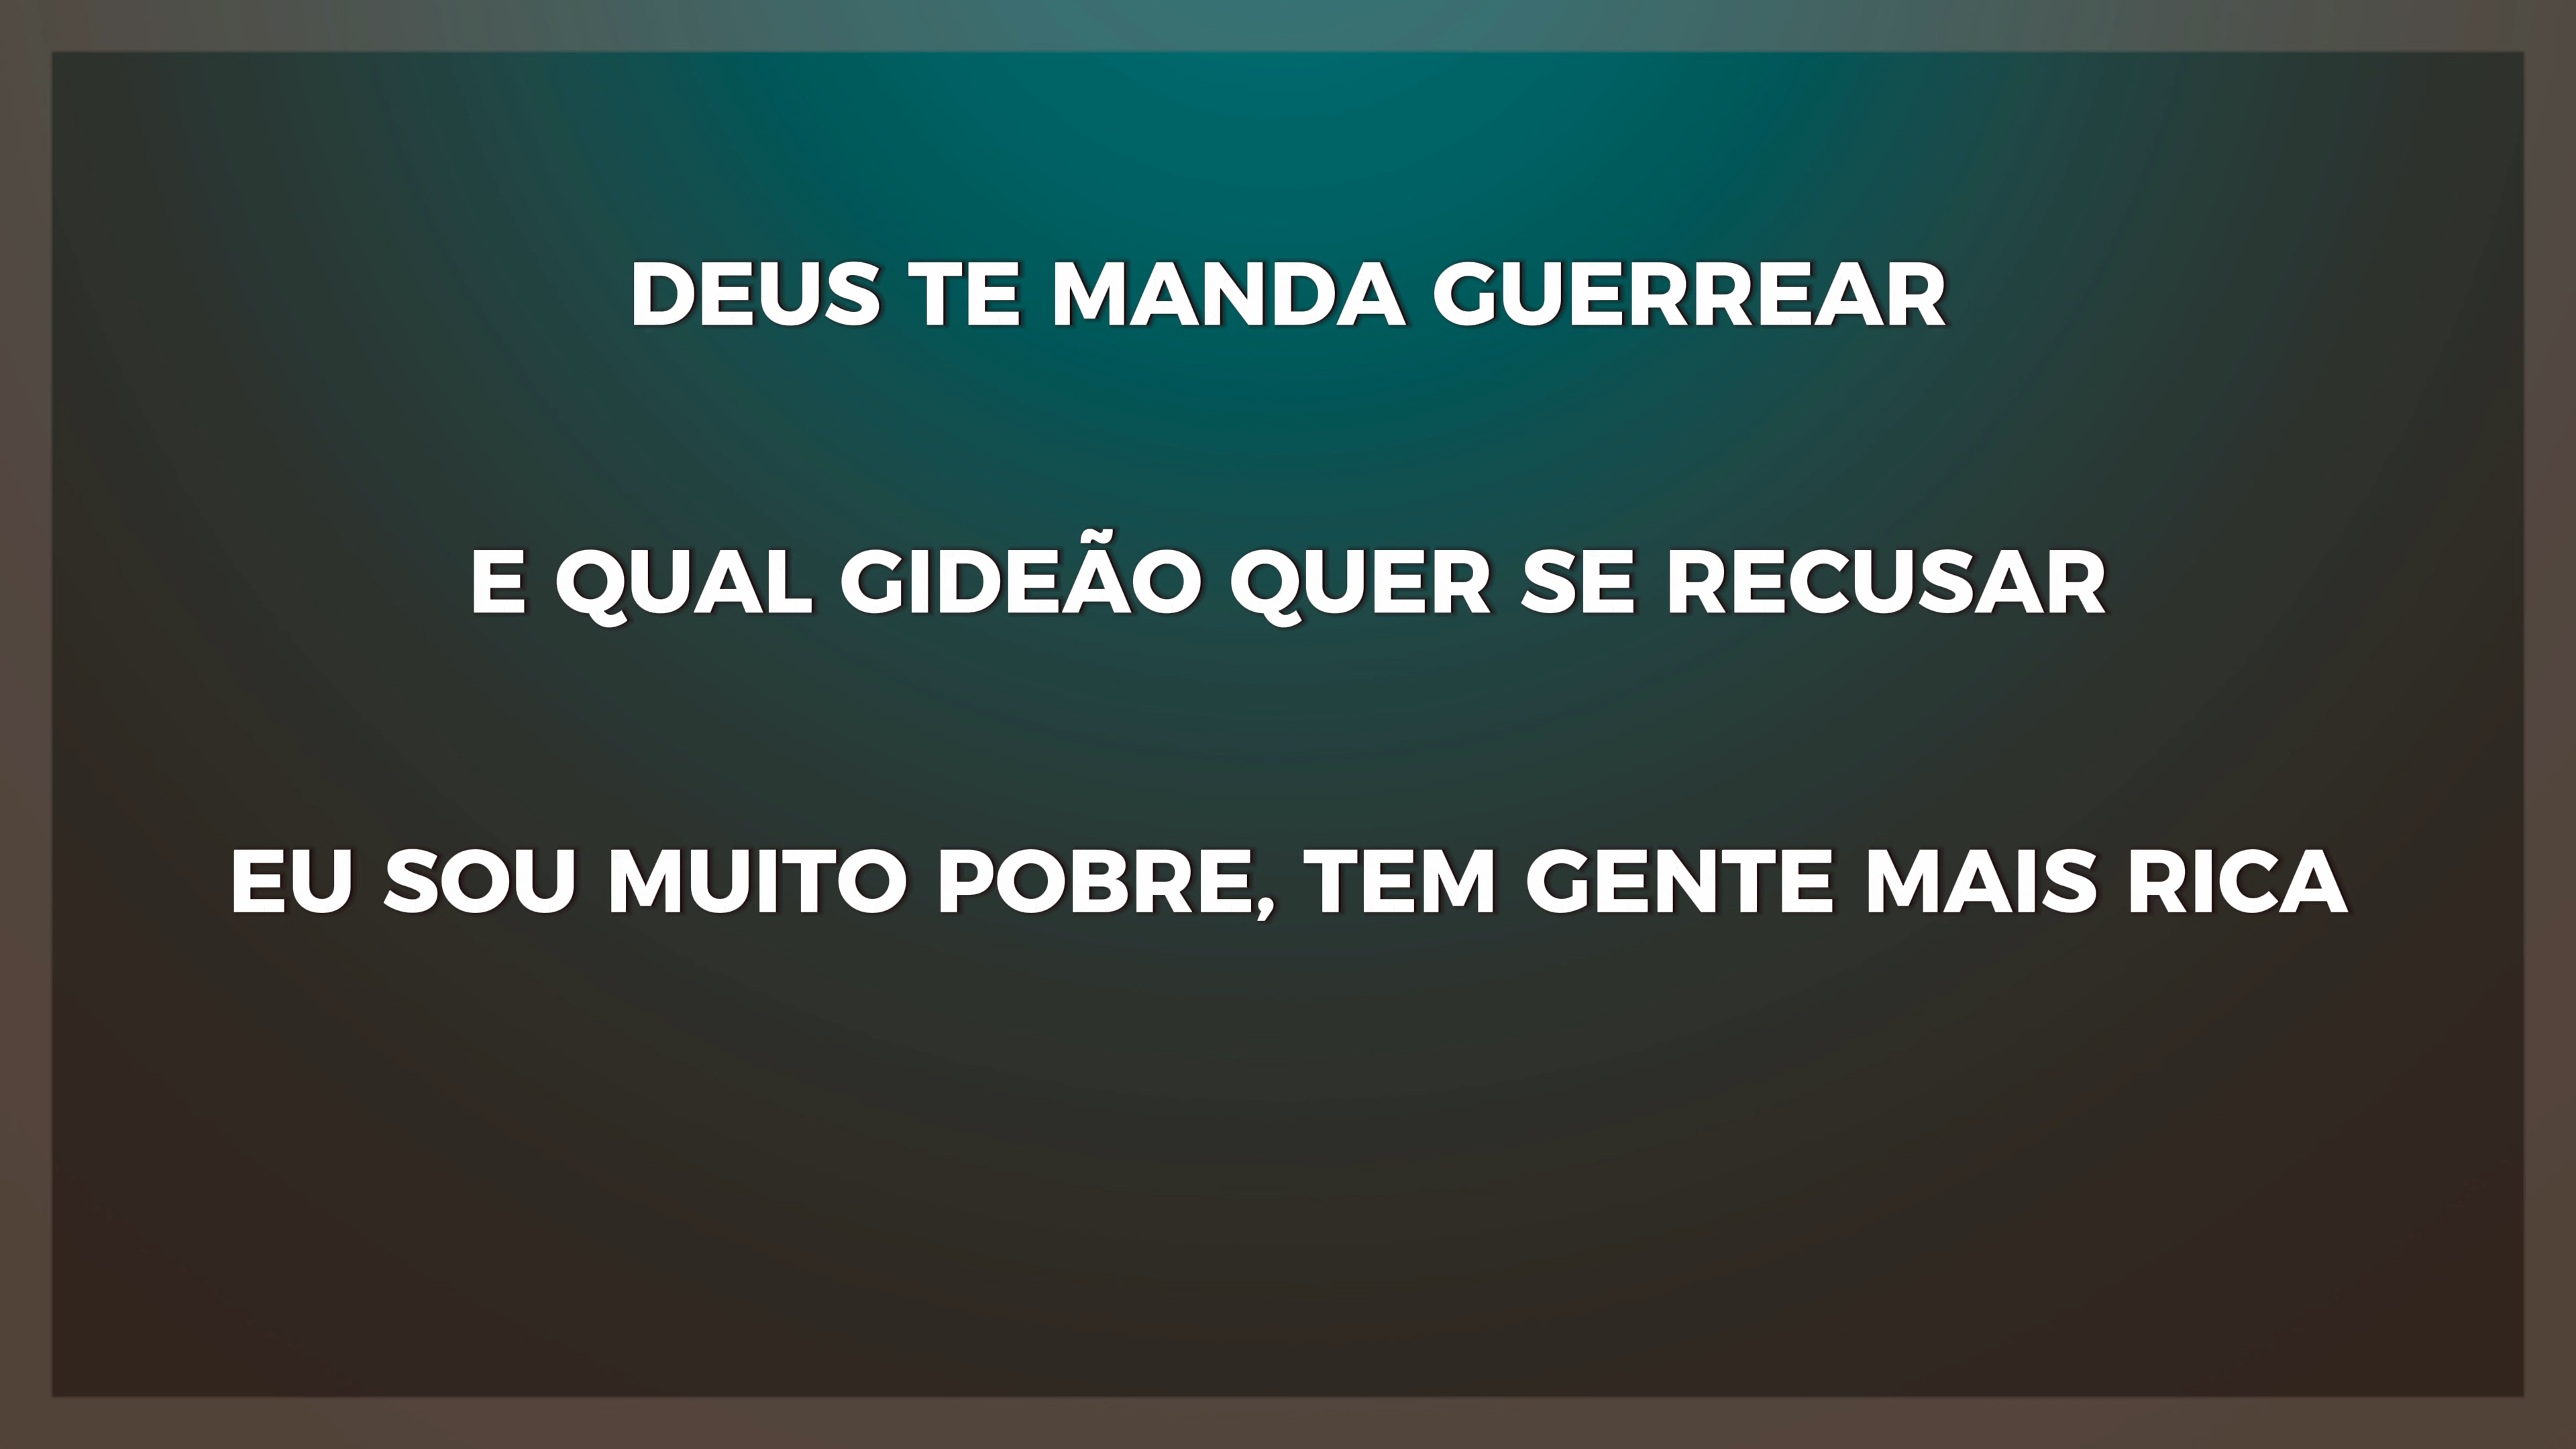 DEUS TE MANDA GUERREAR
E QUAL GIDEÃO QUER SE RECUSAR
EU SOU MUITO POBRE, TEM GENTE MAIS RICA